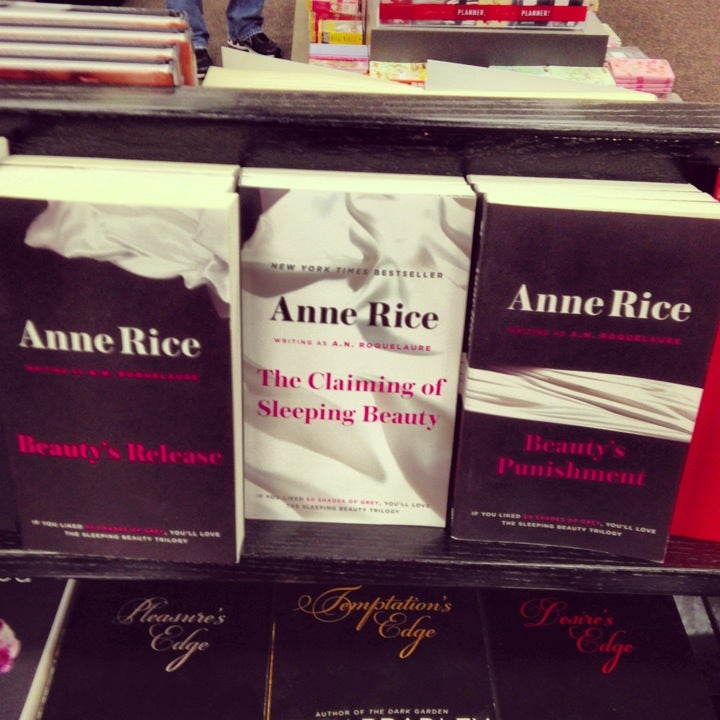 PLANNER.
PLANNER!
Anne Rice
WRITING AS A.N. ROQUELAURE
Beauty's Release
IF YOU LIKED 50 SHADES OF GREY, YOU'LL LOVE
THE SLEEPING BEAUTY TRILOGY
NEW YORK TIMES BESTSELLER
Anne Rice
WRITING AS A.N. ROQUELAURE
The Claiming of
Sleeping Beauty
IF YOU LIKED 50 SHADES OF GREY, YOU'LL LOVE
THE SLEEPING BEAUTY TRILOGY
Anne Rice
WRITING AS A.N. ROQUELAURE
Beauty's
Punishment
IF YOU LIKED 50 SHADES OF GREY, YOU'LL LOVE
THE SLEEPING BEAUTY TRILOGY
Pleasure's
Edge
Temptation's
Edge
AUTHOR OF THE DARK GARDEN
Desire's
Edge